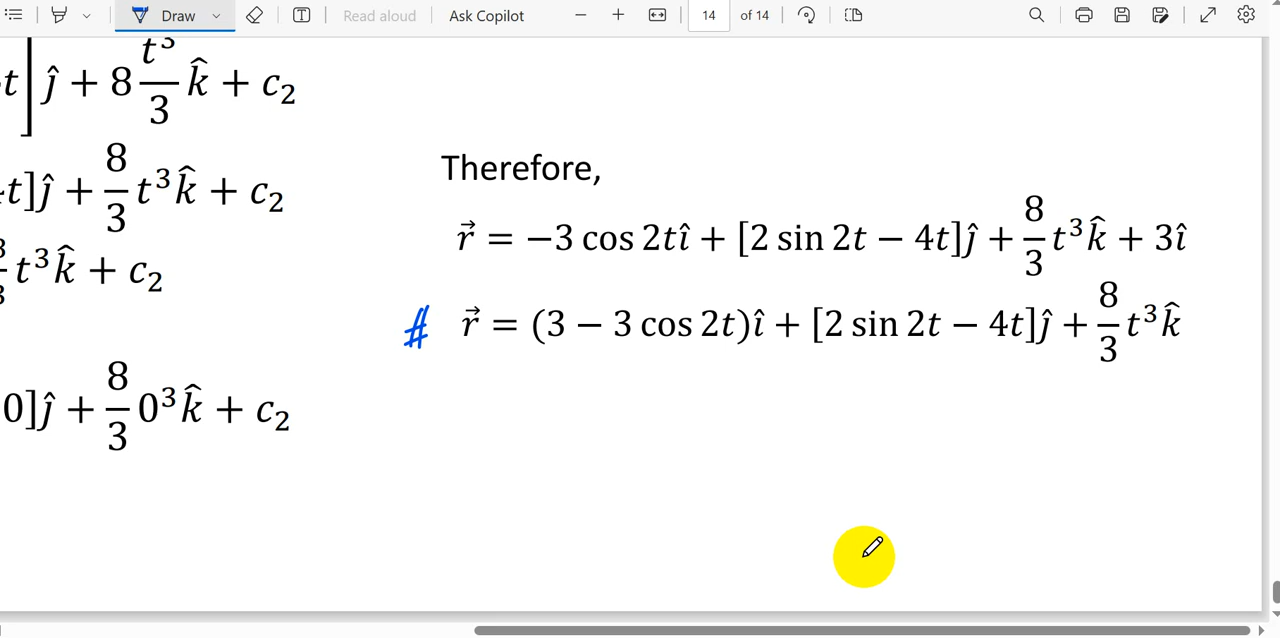 Draw Read aloud Ask Copilot 14 of 14
t]ĵ + 8 t³/3 k̂ + c₂
t]ĵ + 8/3 t³k̂ + c₂
t³k̂ + c₂
0]ĵ + 8/3 0³k̂ + c₂
Therefore,
r⃗ = −3 cos 2tî + [2 sin 2t − 4t]ĵ + 8/3 t³k̂ + 3î
# r⃗ = (3 − 3 cos 2t)î + [2 sin 2t − 4t]ĵ + 8/3 t³k̂